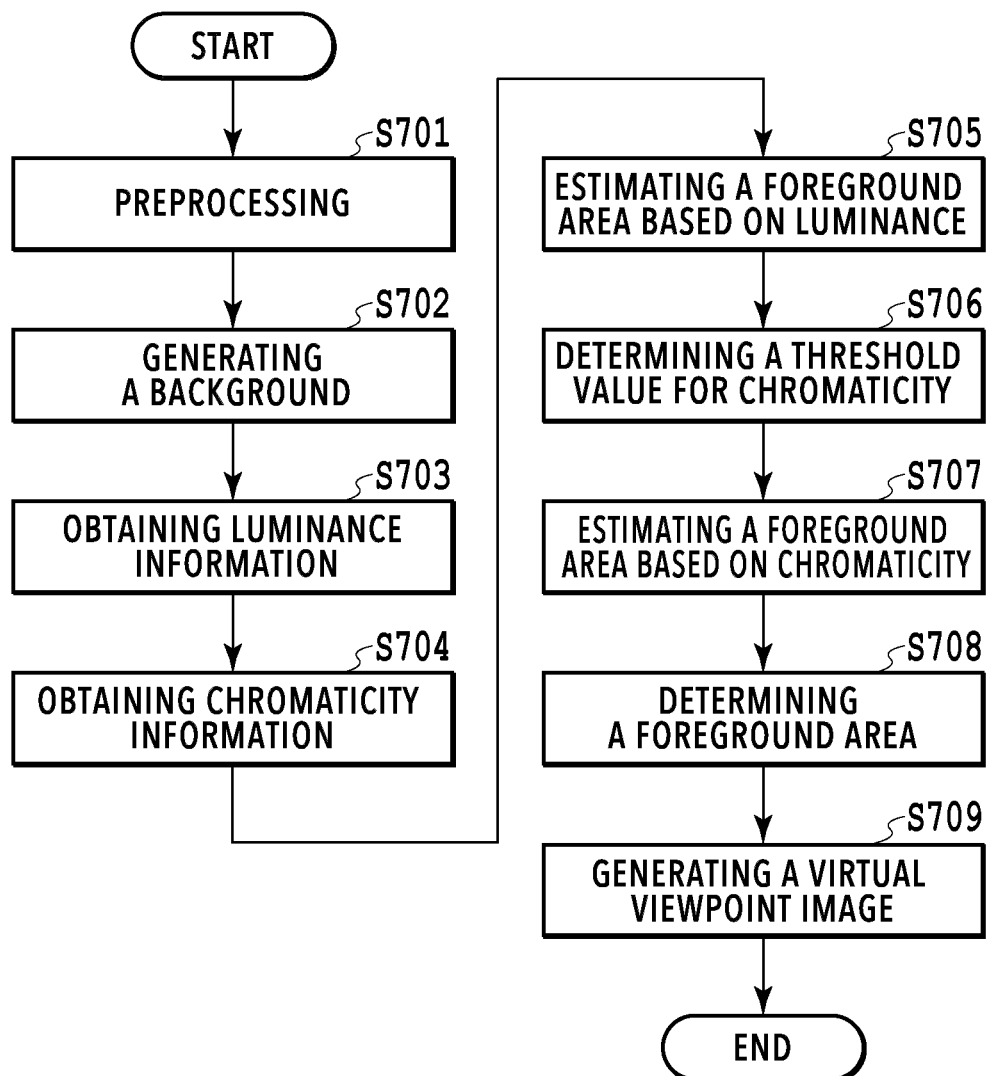 START
S701
PREPROCESSING
S702
GENERATING
A BACKGROUND
S703
OBTAINING LUMINANCE
INFORMATION
S704
OBTAINING CHROMATICITY
INFORMATION
S705
ESTIMATING A FOREGROUND
AREA BASED ON LUMINANCE
S706
DETERMINING A THRESHOLD
VALUE FOR CHROMATICITY
S707
ESTIMATING A FOREGROUND
AREA BASED ON CHROMATICITY
S708
DETERMINING
A FOREGROUND AREA
S709
GENERATING A VIRTUAL
VIEWPOINT IMAGE
END